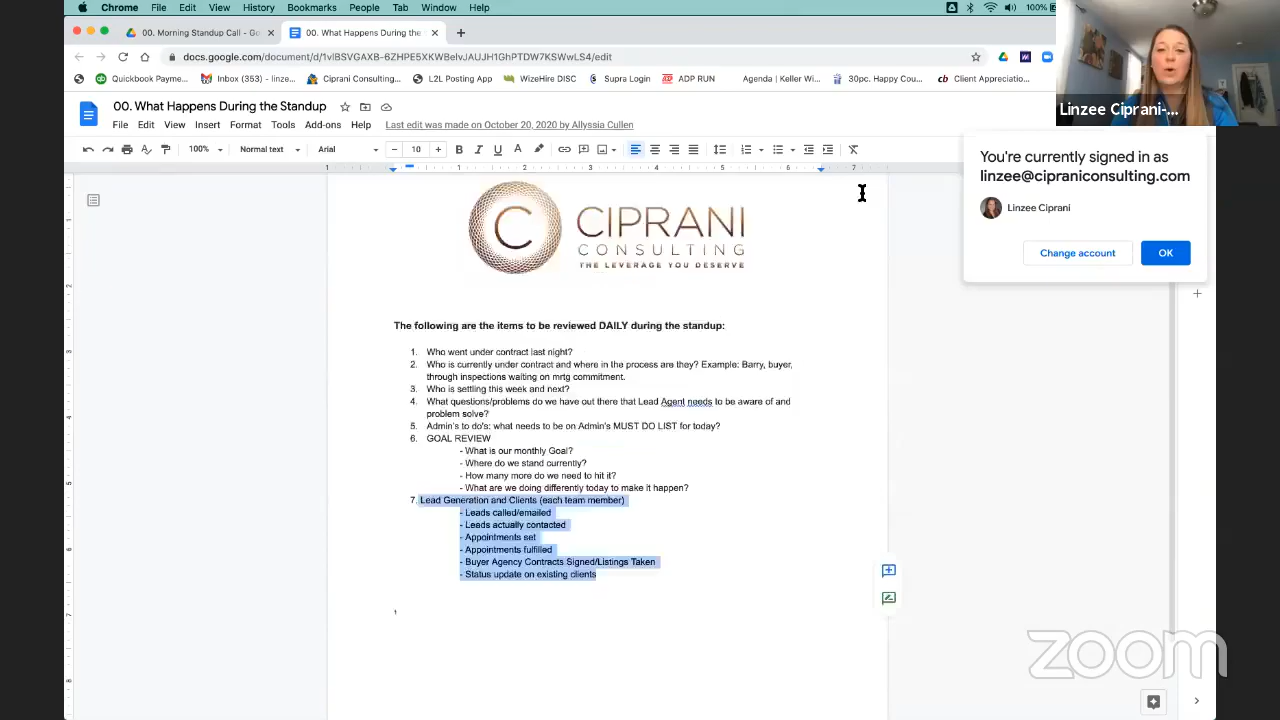 Chrome File Edit View History Bookmarks People Tab Window Help 100%
00. Morning Standup Call - Go
00. What Happens During the
docs.google.com/document/d/1vlBSVGAXB-6ZHPE5XKWBelvJAUJH1GhPTDW7KSwLS4/edit
Quickbook Payme... Inbox (353) - linze... Ciprani Consulting... L2L Posting App WizeHire DISC Supra Login ADP RUN Agenda | Keller Wi... 30pc. Happy Cou... Client Appreciatio...
Linzee Ciprani-...
00. What Happens During the Standup
File Edit View Insert Format Tools Add-ons Help Last edit was made on October 20, 2020 by Allyssia Cullen
100% Normal text Arial 10
You're currently signed in as
linzee@cipraniconsulting.com
Linzee Ciprani
Change account OK
C CIPRANI
CONSULTING
THE LEVERAGE YOU DESERVE
The following are the items to be reviewed DAILY during the standup:
1. Who went under contract last night?
2. Who is currently under contract and where in the process are they? Example: Barry, buyer,
through inspections waiting on mrtg commitment.
3. Who is settling this week and next?
4. What questions/problems do we have out there that Lead Agent needs to be aware of and
problem solve?
5. Admin's to do's: what needs to be on Admin's MUST DO LIST for today?
6. GOAL REVIEW
- What is our monthly Goal?
- Where do we stand currently?
- How many more do we need to hit it?
- What are we doing differently today to make it happen?
7. Lead Generation and Clients (each team member)
- Leads called/emailed
- Leads actually contacted
- Appointments set
- Appointments fulfilled
- Buyer Agency Contracts Signed/Listings Taken
- Status update on existing clients
1
zoom